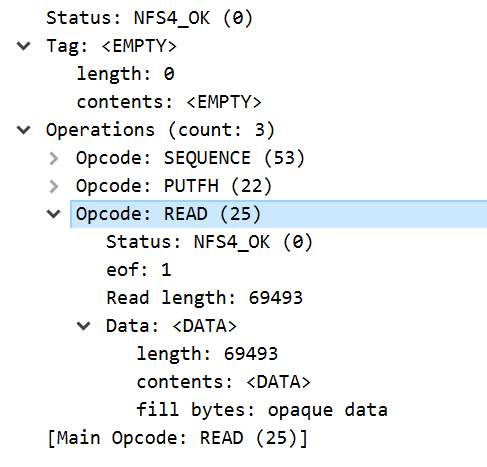 Status: NFS4_OK (0)
Tag: <EMPTY>
length: 0
contents: <EMPTY>
Operations (count: 3)
Opcode: SEQUENCE (53)
Opcode: PUTFH (22)
Opcode: READ (25)
Status: NFS4_OK (0)
eof: 1
Read length: 69493
Data: <DATA>
length: 69493
contents: <DATA>
fill bytes: opaque data
[Main Opcode: READ (25)]